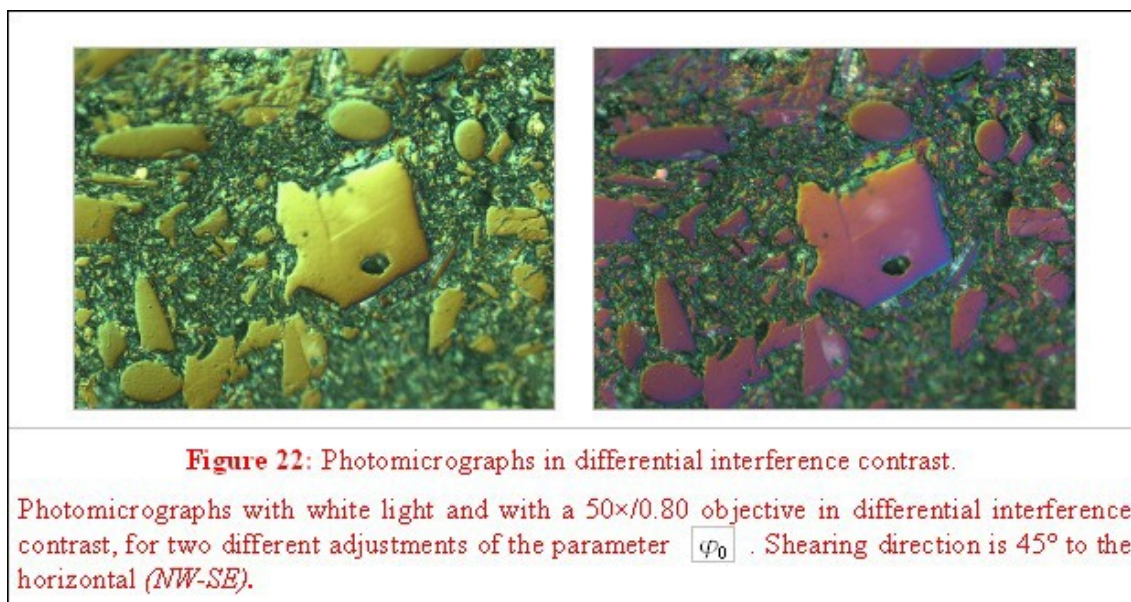 Figure 22: Photomicrographs in differential interference contrast.
Photomicrographs with white light and with a 50×/0.80 objective in differential interference
contrast, for two different adjustments of the parameter φ₀ . Shearing direction is 45° to the
horizontal (NW-SE).